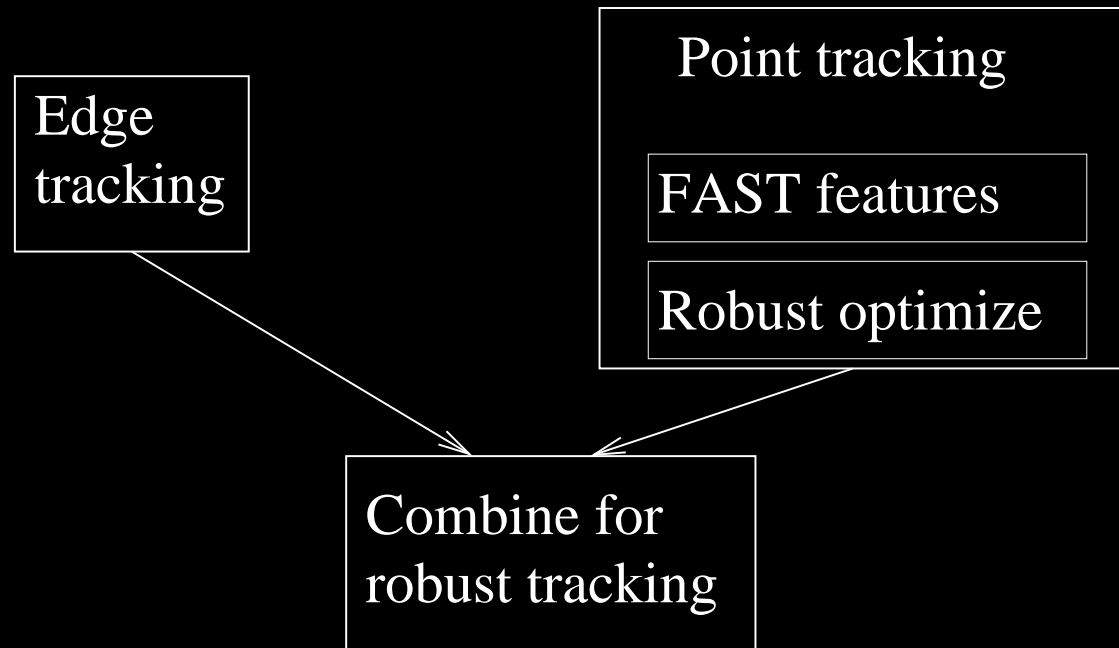 Edge
tracking
Point tracking
FAST features
Robust optimize
Combine for
robust tracking